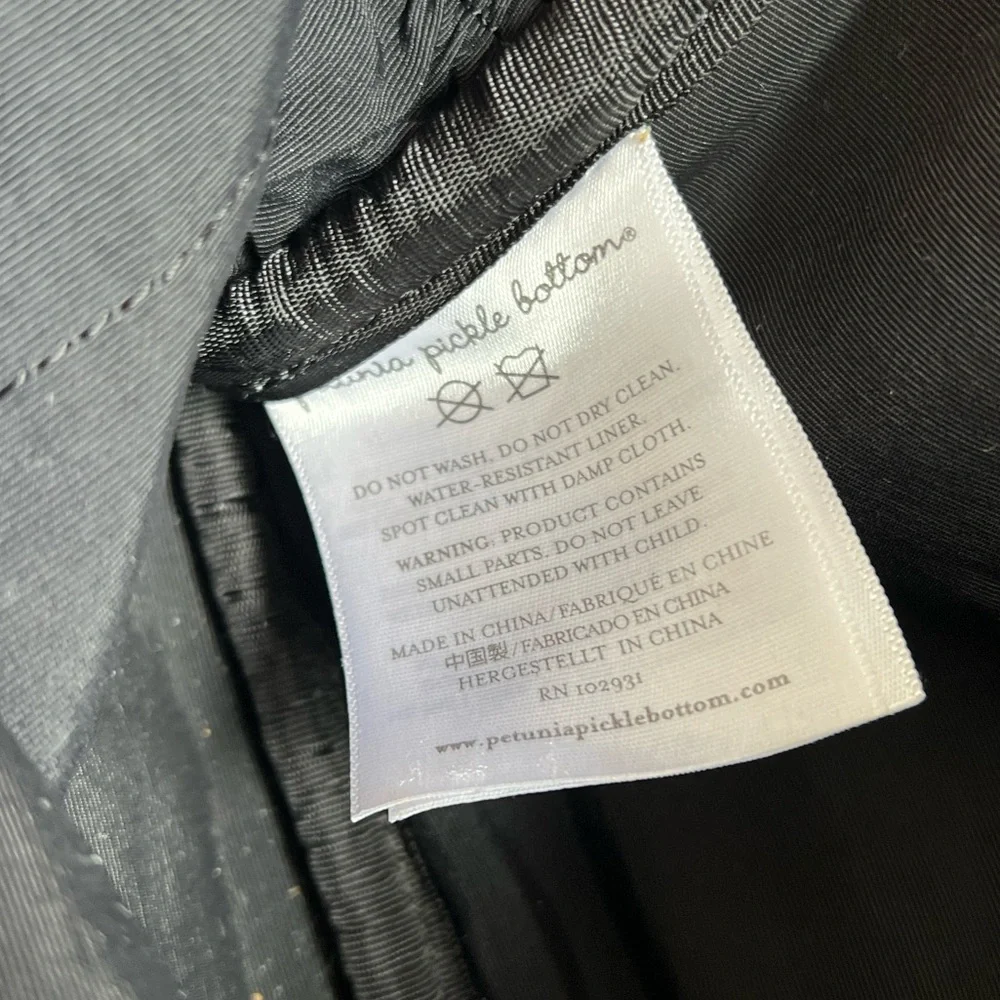 petunia pickle bottom®
DO NOT WASH. DO NOT DRY CLEAN.
WATER-RESISTANT LINER.
SPOT CLEAN WITH DAMP CLOTH.
WARNING: PRODUCT CONTAINS
SMALL PARTS. DO NOT LEAVE
UNATTENDED WITH CHILD.
MADE IN CHINA/FABRIQUÉ EN CHINE
中国製/FABRICADO EN CHINA
HERGESTELLT IN CHINA
RN 102931
www.petuniapicklebottom.com